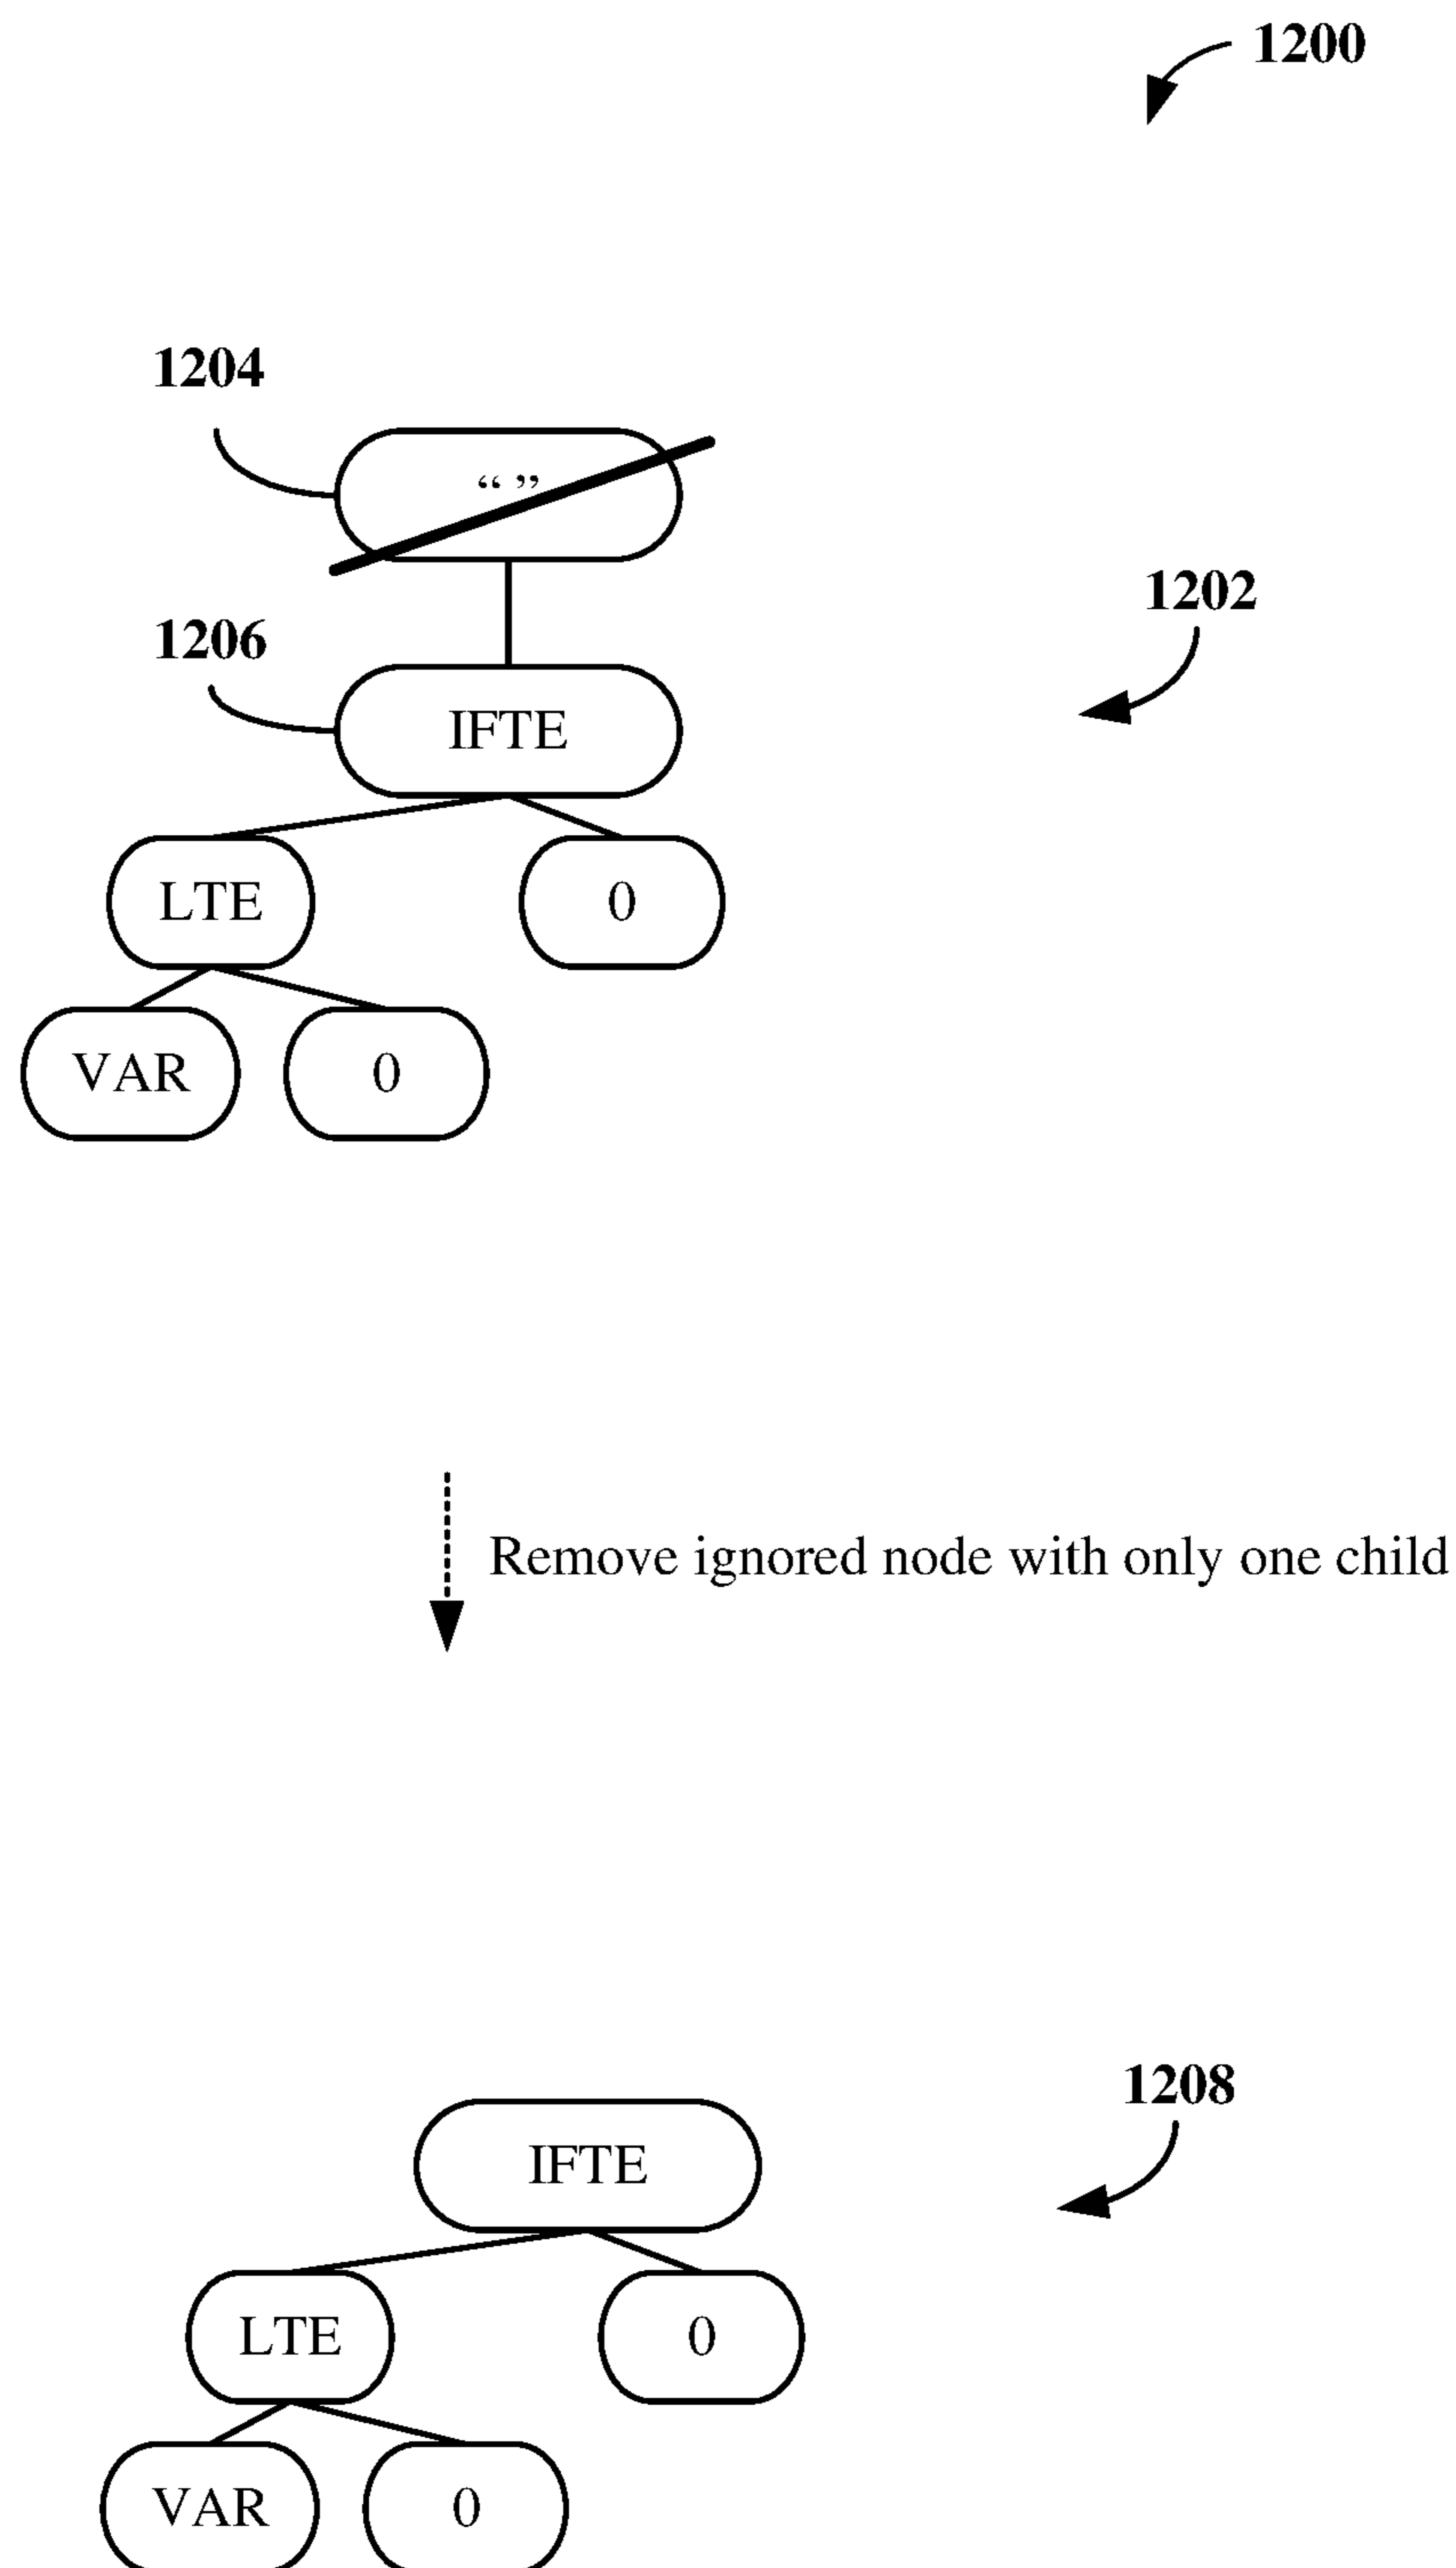 1200
1204
“ ”
1202
1206
IFTE
LTE
0
VAR
0
Remove ignored node with only one child
1208
IFTE
LTE
0
VAR
0